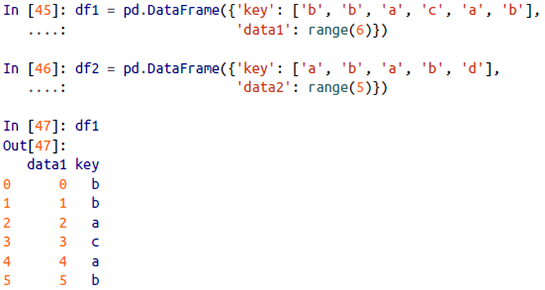 In [45]: df1 = pd.DataFrame({'key': ['b', 'b', 'a', 'c', 'a', 'b'],
   ....:                     'data1': range(6)})
In [46]: df2 = pd.DataFrame({'key': ['a', 'b', 'a', 'b', 'd'],
   ....:                     'data2': range(5)})
In [47]: df1
Out[47]:
   data1 key
0      0   b
1      1   b
2      2   a
3      3   c
4      4   a
5      5   b